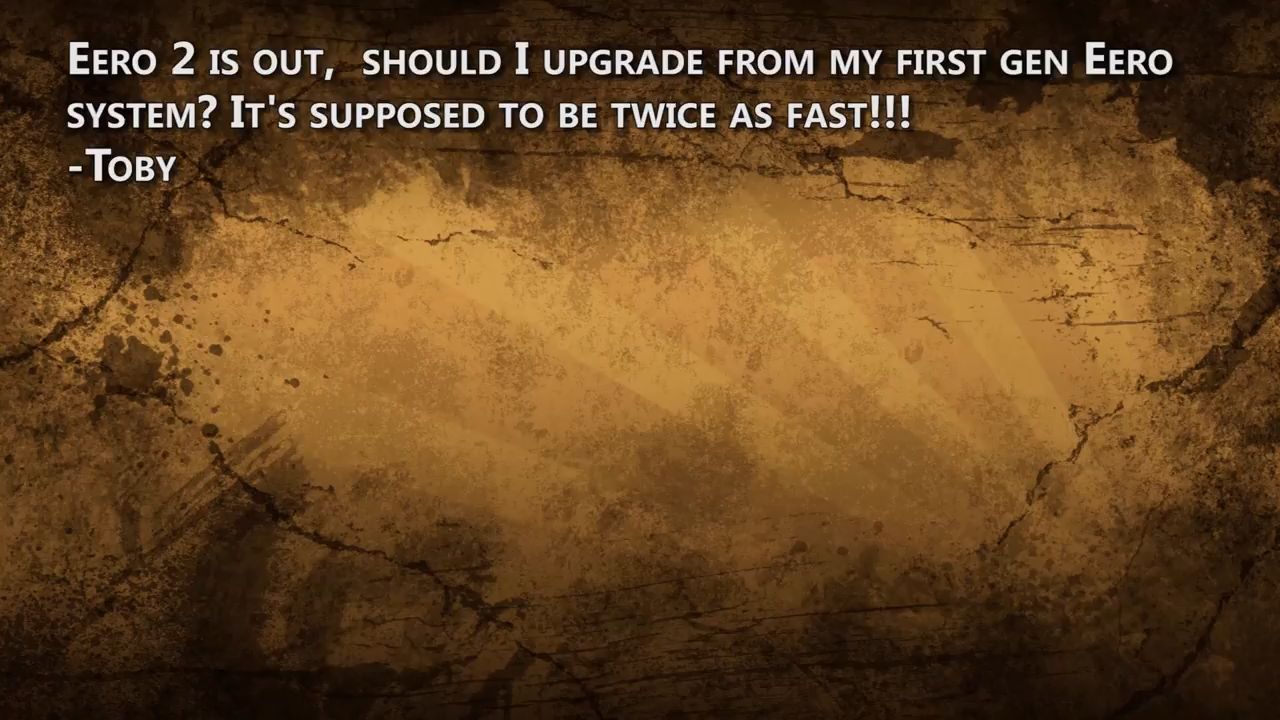 Eero 2 is out,  should I upgrade from my first gen Eero
system? It's supposed to be twice as fast!!!
-Toby